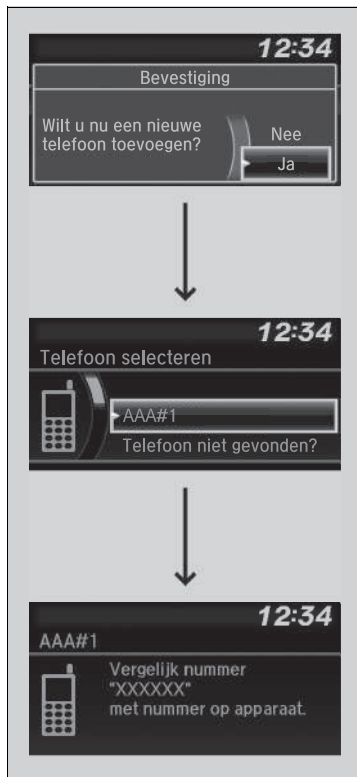 12:34
Bevestiging
Wilt u nu een nieuwe
telefoon toevoegen?
Nee
Ja
12:34
Telefoon selecteren
AAA#1
Telefoon niet gevonden?
12:34
AAA#1
Vergelijk nummer
"XXXXXX"
met nummer op apparaat.